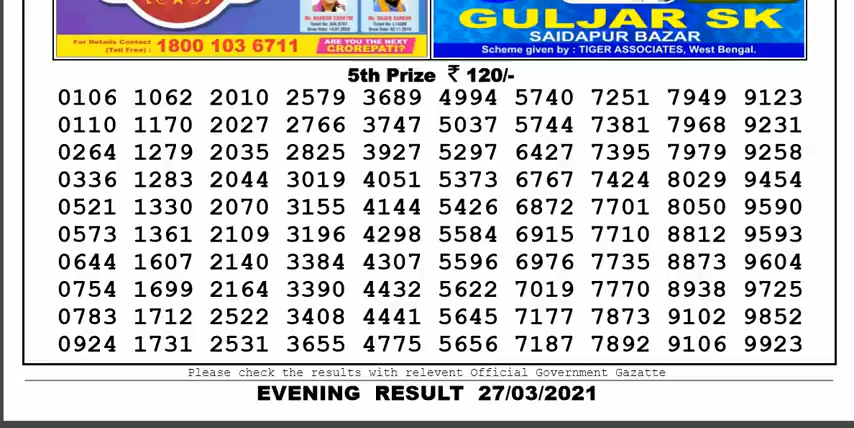 For Details Contact
(Toll Free) : 1800 103 6711
ARE YOU THE NEXT
CROREPATI?
GULJAR SK
SAIDAPUR BAZAR
Scheme given by : TIGER ASSOCIATES, West Bengal.
5th Prize ₹ 120/-
0106 1062 2010 2579 3689 4994 5740 7251 7949 9123
0110 1170 2027 2766 3747 5037 5744 7381 7968 9231
0264 1279 2035 2825 3927 5297 6427 7395 7979 9258
0336 1283 2044 3019 4051 5373 6767 7424 8029 9454
0521 1330 2070 3155 4144 5426 6872 7701 8050 9590
0573 1361 2109 3196 4298 5584 6915 7710 8812 9593
0644 1607 2140 3384 4307 5596 6976 7735 8873 9604
0754 1699 2164 3390 4432 5622 7019 7770 8938 9725
0783 1712 2522 3408 4441 5645 7177 7873 9102 9852
0924 1731 2531 3655 4775 5656 7187 7892 9106 9923
Please check the results with relevent Official Government Gazatte
EVENING RESULT 27/03/2021